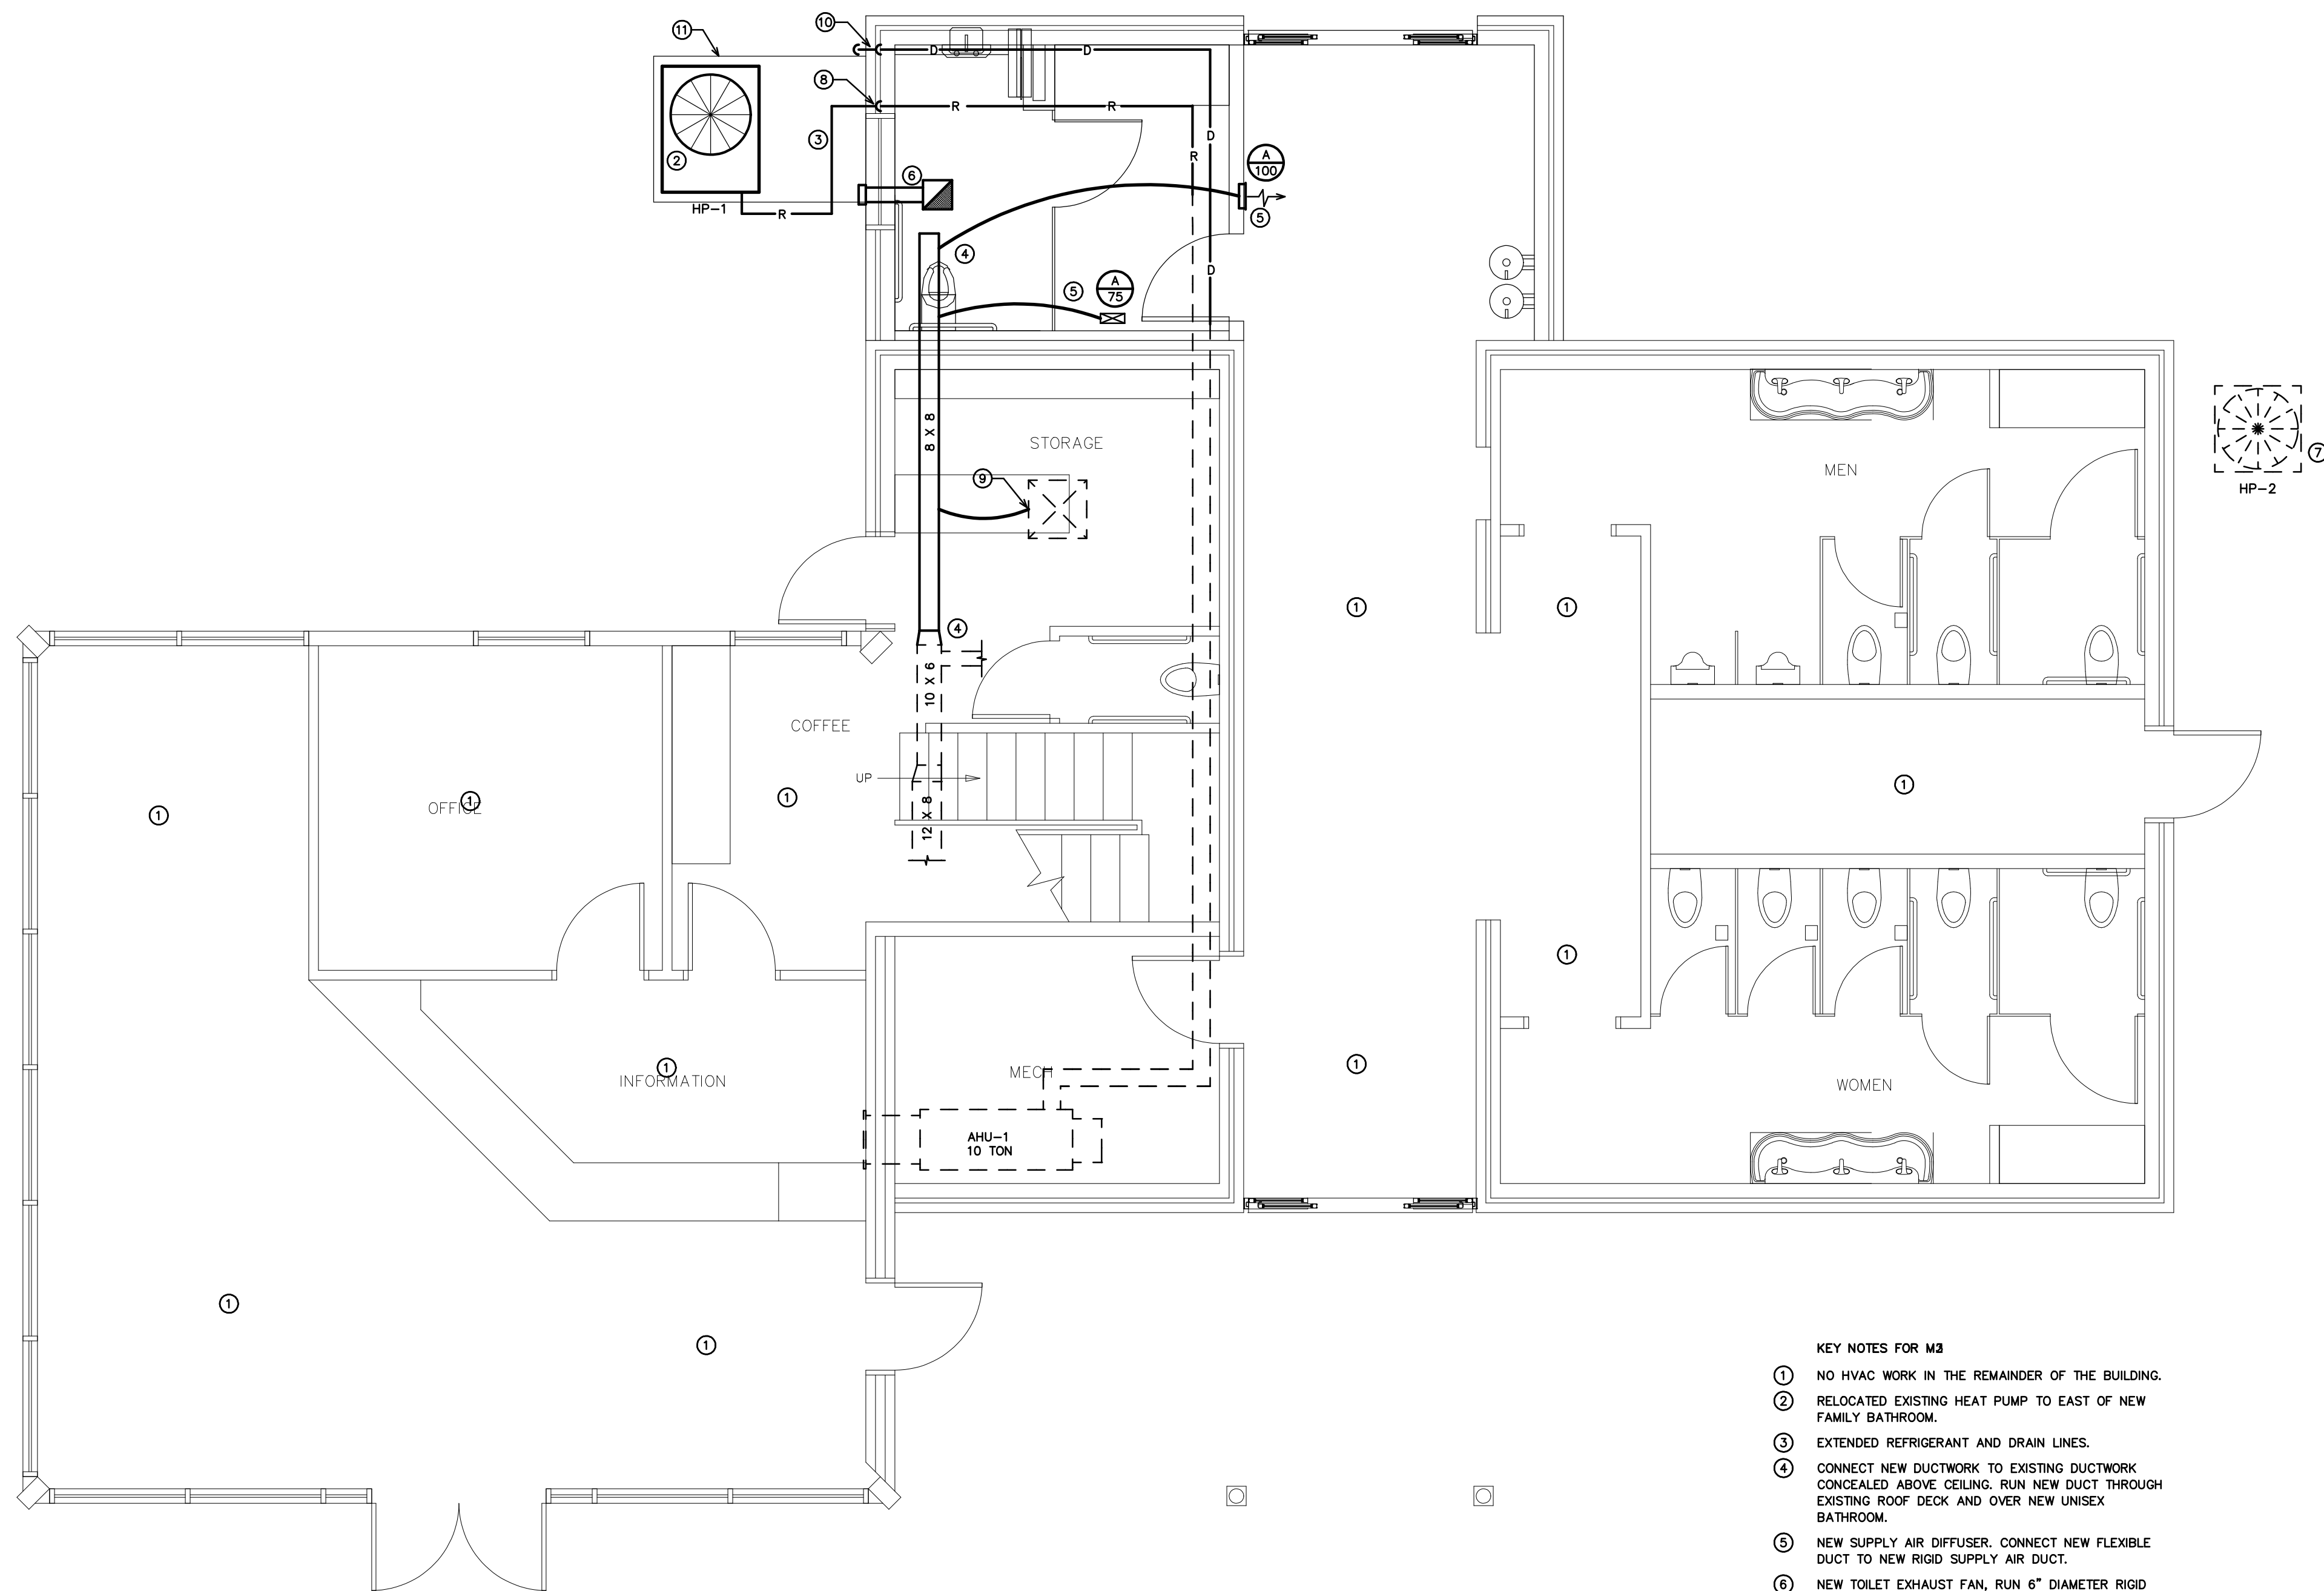 11
10
D
D
8
R
R
3
2
D
A
100
R
6
HP-1
R
5
4
D
5
A
75
8 X 8
STORAGE
MEN
7
HP-2
9
1
1
4
10 X 6
COFFEE
UP
1
1
OFFICE
1
1
12 X 8
1
1
MECH
1
INFORMATION
WOMEN
AHU-1
10 TON
1
1
KEY NOTES FOR
1 NO HVAC WORK IN THE REMAINDER OF THE BUILDING.
2 RELOCATED EXISTING HEAT PUMP TO EAST OF NEW
FAMILY BATHROOM.
3 EXTENDED REFRIGERANT AND DRAIN LINES.
4 CONNECT NEW DUCTWORK TO EXISTING DUCTWORK
CONCEALED ABOVE CEILING. RUN NEW DUCT THROUGH
EXISTING ROOF DECK AND OVER NEW UNISEX
BATHROOM.
5 NEW SUPPLY AIR DIFFUSER. CONNECT NEW FLEXIBLE
DUCT TO NEW RIGID SUPPLY AIR DUCT.
6 NEW TOILET EXHAUST FAN, RUN 6" DIAMETER RIGID